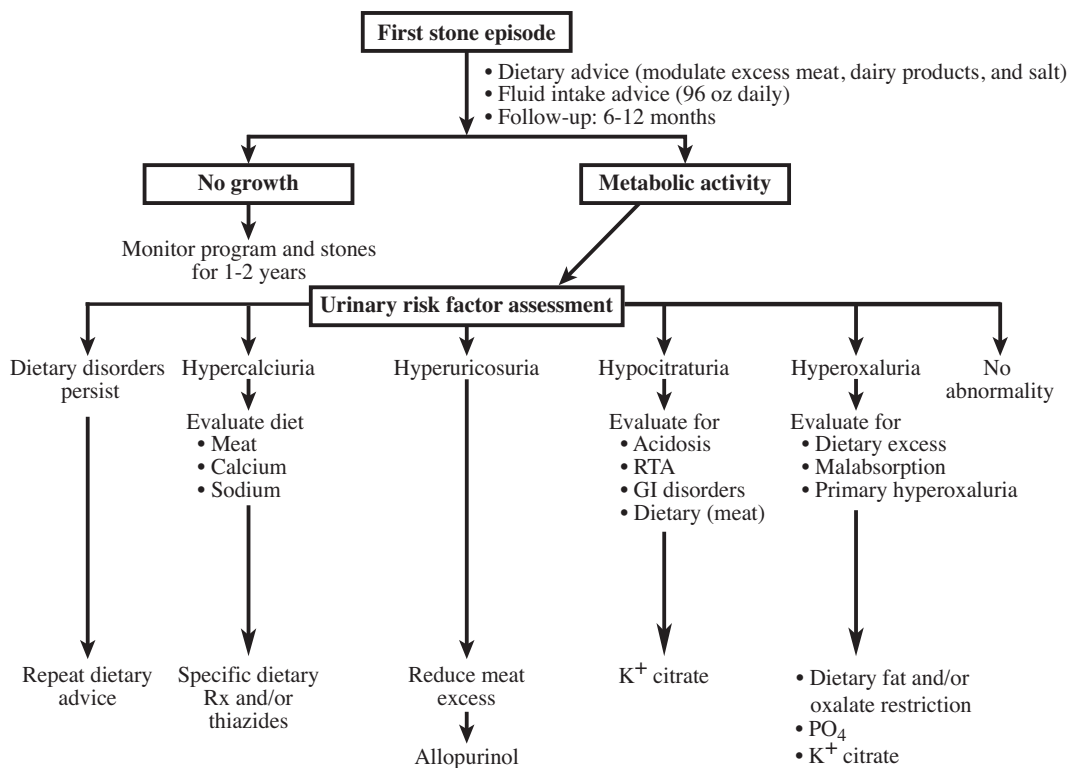 First stone episode
• Dietary advice (modulate excess meat, dairy products, and salt)
• Fluid intake advice (96 oz daily)
• Follow-up: 6-12 months
No growth
Metabolic activity
Monitor program and stones
for 1-2 years
Urinary risk factor assessment
Dietary disorders
persist
Hypercalciuria
Hyperuricosuria
Hypocitraturia
Hyperoxaluria
No
abnormality
Evaluate diet
• Meat
• Calcium
• Sodium
Evaluate for
• Acidosis
• RTA
• GI disorders
• Dietary (meat)
Evaluate for
• Dietary excess
• Malabsorption
• Primary hyperoxaluria
Repeat dietary
advice
Specific dietary
Rx and/or
thiazides
Reduce meat
excess
Allopurinol
K⁺ citrate
• Dietary fat and/or
oxalate restriction
• PO₄
• K⁺ citrate